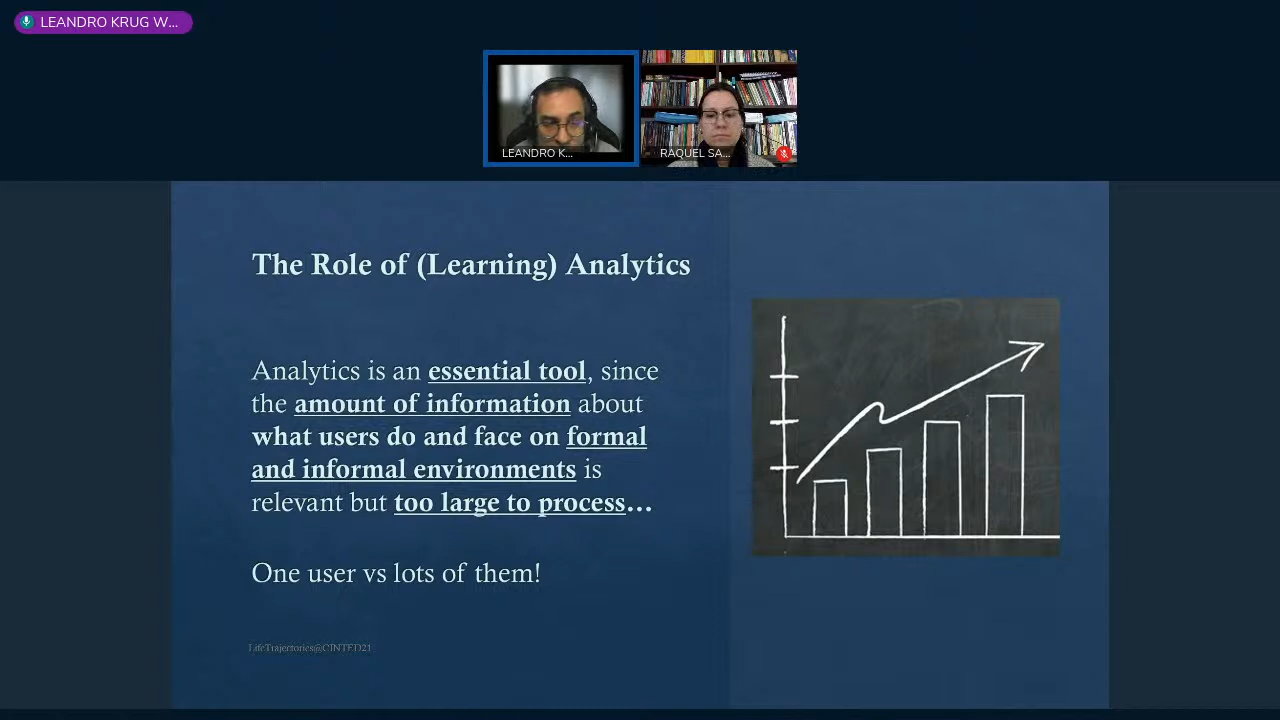 LEANDRO KRUG W...
LEANDRO K...
RAQUEL SA...
The Role of (Learning) Analytics
Analytics is an essential tool, since
the amount of information about
what users do and face on formal
and informal environments is
relevant but too large to process...
One user vs lots of them!
LifeTrajectories@CINTED21